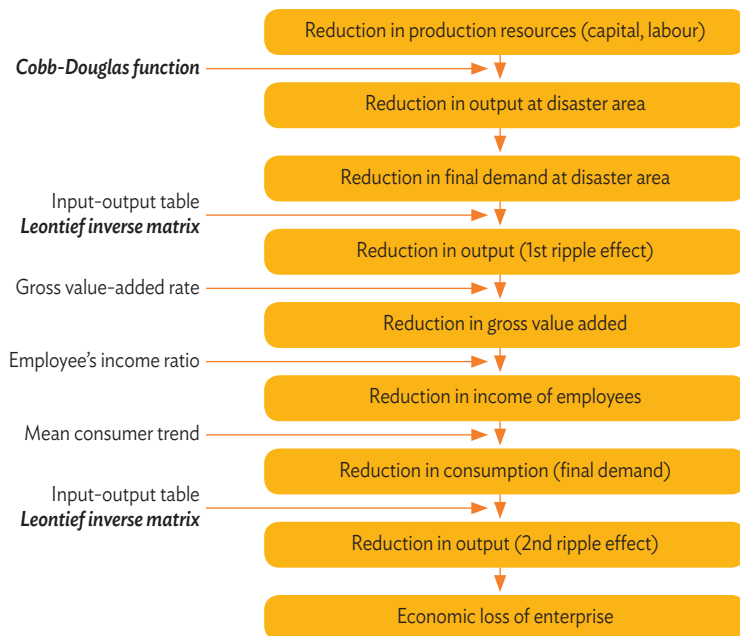 Reduction in production resources (capital, labour)
Cobb-Douglas function
Reduction in output at disaster area
Reduction in final demand at disaster area
Input-output table
Leontief inverse matrix
Reduction in output (1st ripple effect)
Gross value-added rate
Reduction in gross value added
Employee's income ratio
Reduction in income of employees
Mean consumer trend
Reduction in consumption (final demand)
Input-output table
Leontief inverse matrix
Reduction in output (2nd ripple effect)
Economic loss of enterprise